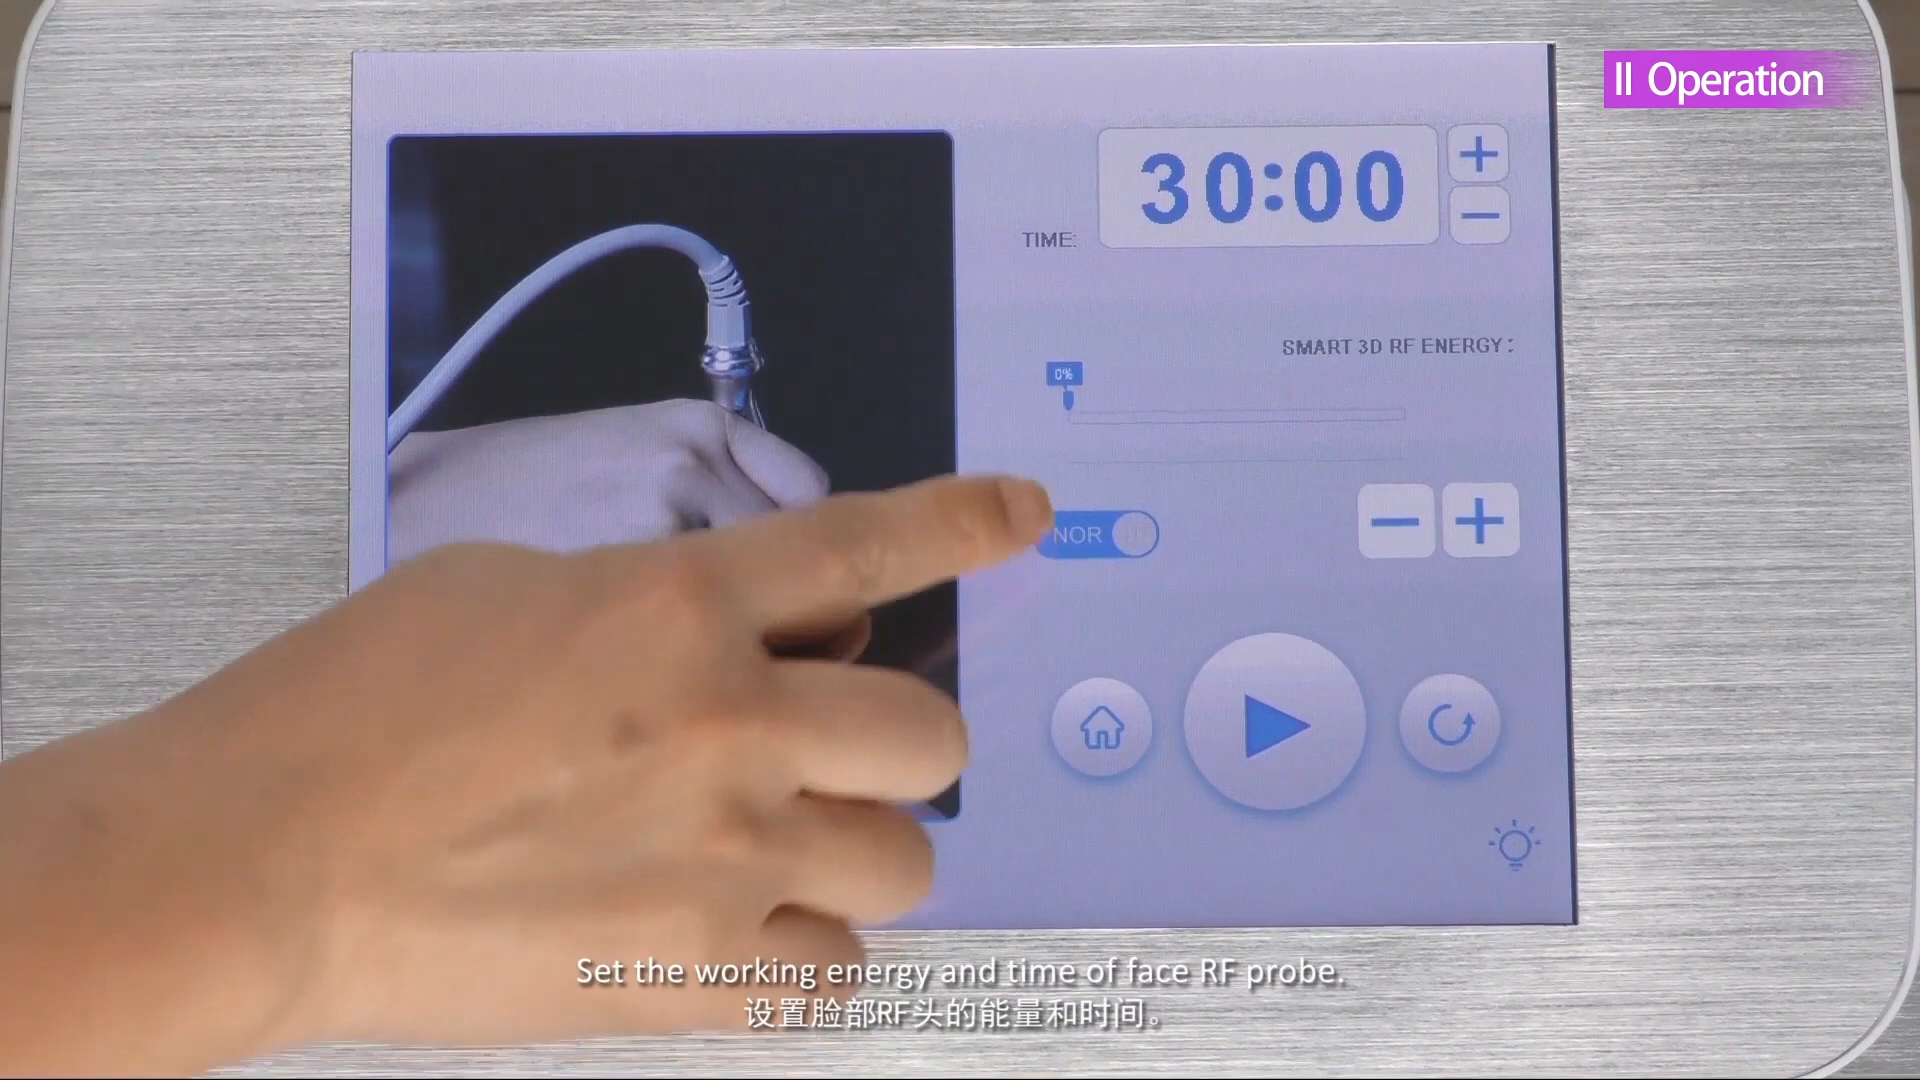 II Operation
30:00
TIME:
SMART 3D RF ENERGY:
0%
NOR
Set the working energy and time of face RF probe.
设置脸部RF头的能量和时间。